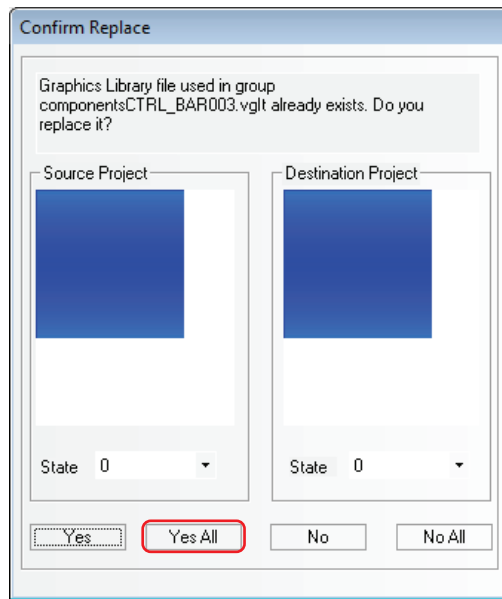 Confirm Replace
Graphics Library file used in group
componentsCTRL_BAR003.vglt already exists. Do you
replace it?
Source Project
Destination Project
State 0
State 0
Yes
Yes All
No
No All